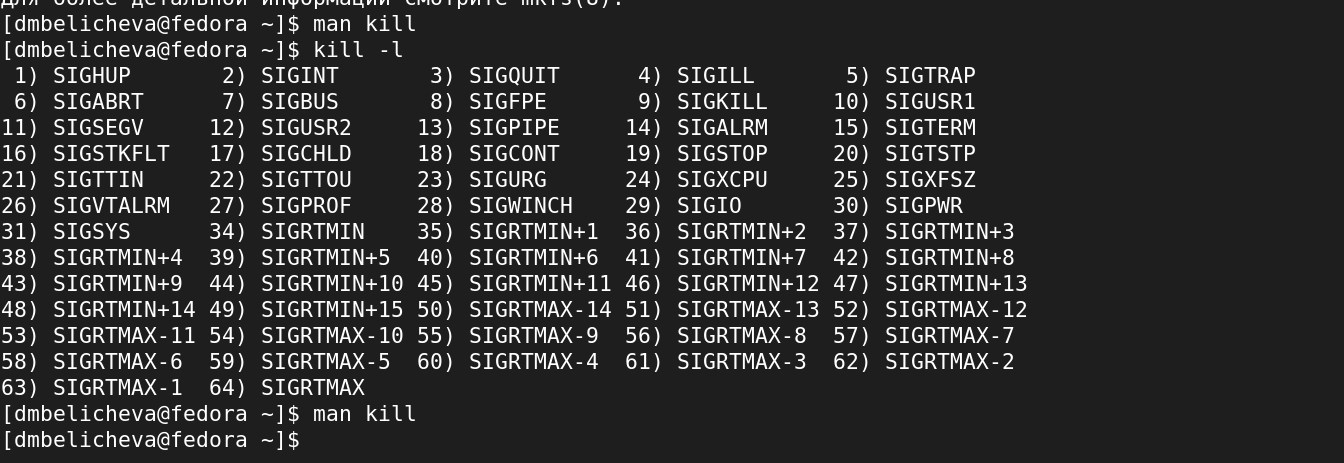 для более детальной информации смотрите mkfs(8).
[dmbelicheva@fedora ~]$ man kill
[dmbelicheva@fedora ~]$ kill -l
 1) SIGHUP       2) SIGINT       3) SIGQUIT      4) SIGILL       5) SIGTRAP
 6) SIGABRT      7) SIGBUS       8) SIGFPE       9) SIGKILL     10) SIGUSR1
11) SIGSEGV     12) SIGUSR2     13) SIGPIPE     14) SIGALRM     15) SIGTERM
16) SIGSTKFLT   17) SIGCHLD     18) SIGCONT     19) SIGSTOP     20) SIGTSTP
21) SIGTTIN     22) SIGTTOU     23) SIGURG      24) SIGXCPU     25) SIGXFSZ
26) SIGVTALRM   27) SIGPROF     28) SIGWINCH    29) SIGIO       30) SIGPWR
31) SIGSYS      34) SIGRTMIN    35) SIGRTMIN+1  36) SIGRTMIN+2  37) SIGRTMIN+3
38) SIGRTMIN+4  39) SIGRTMIN+5  40) SIGRTMIN+6  41) SIGRTMIN+7  42) SIGRTMIN+8
43) SIGRTMIN+9  44) SIGRTMIN+10 45) SIGRTMIN+11 46) SIGRTMIN+12 47) SIGRTMIN+13
48) SIGRTMIN+14 49) SIGRTMIN+15 50) SIGRTMAX-14 51) SIGRTMAX-13 52) SIGRTMAX-12
53) SIGRTMAX-11 54) SIGRTMAX-10 55) SIGRTMAX-9  56) SIGRTMAX-8  57) SIGRTMAX-7
58) SIGRTMAX-6  59) SIGRTMAX-5  60) SIGRTMAX-4  61) SIGRTMAX-3  62) SIGRTMAX-2
63) SIGRTMAX-1  64) SIGRTMAX
[dmbelicheva@fedora ~]$ man kill
[dmbelicheva@fedora ~]$